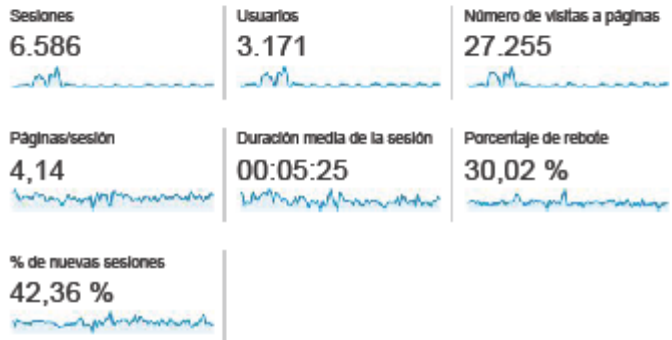 Sesiones
6.586
Usuarios
3.171
Número de visitas a páginas
27.255
Páginas/sesión
4,14
Duración media de la sesión
00:05:25
Porcentaje de rebote
30,02 %
% de nuevas sesiones
42,36 %